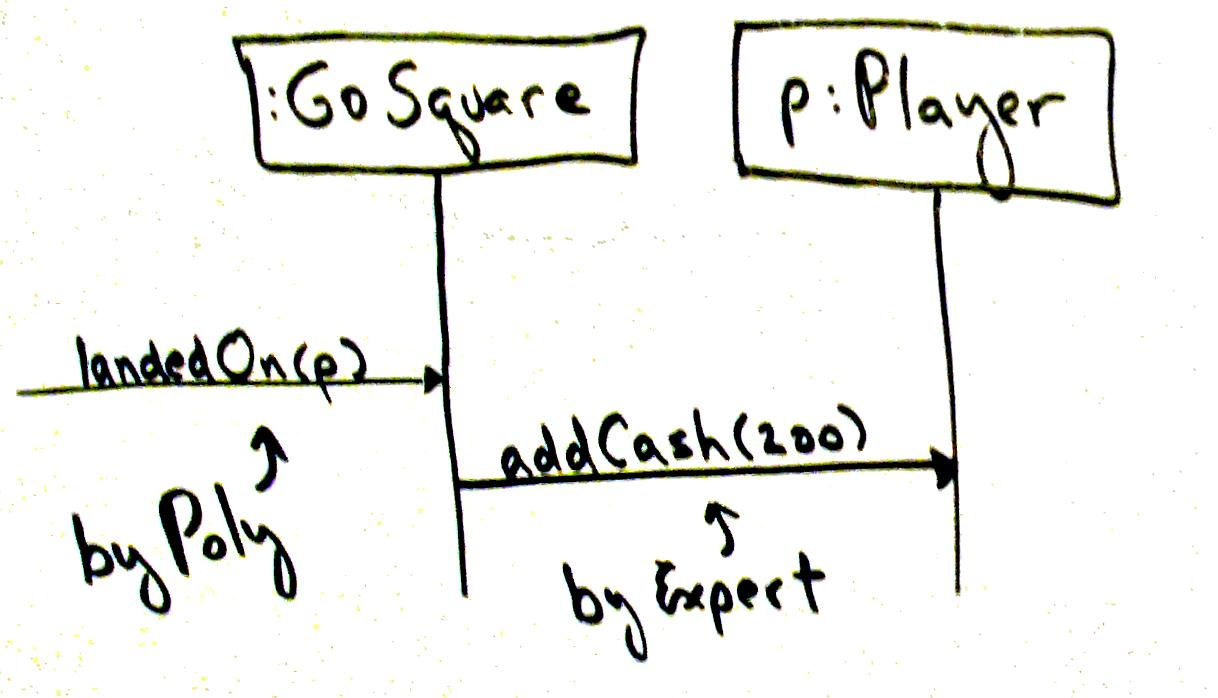 :GoSquare
p:Player
landedOn(p)
addCash(200)
by Poly
by Expert